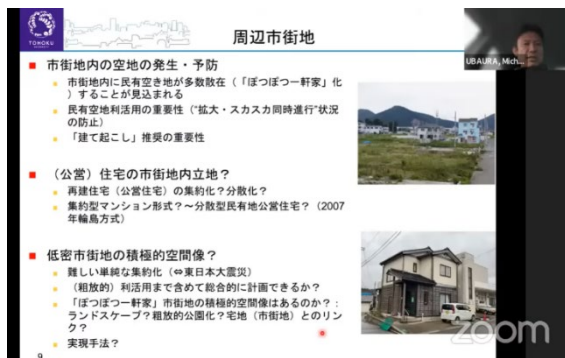 TOHOKU
周辺市街地
UBAURA, Mich...
市街地内の空地の発生・予防
市街地内に民有空き地が多数散在（「ぽつぽつ一軒家」化
）することが見込まれる
民有空地利活用の重要性（“拡大・スカスカ同時進行”状況
の防止）
「建て起こし」推奨の重要性
（公営）住宅の市街地内立地？
再建住宅（公営住宅）の集約化？分散化？
集約型マンション形式？～分散型民有地公営住宅？（2007
年輪島方式）
低密市街地の積極的空間像？
難しい単純な集約化（⇔東日本大震災）
（粗放的）利活用まで含めて総合的に計画できるか？
「ぽつぽつ一軒家」市街地の積極的空間像はあるのか？：
ランドスケープ？粗放的公園化？宅地（市街地）とのリン
ク？
実現手法？
9
zoom